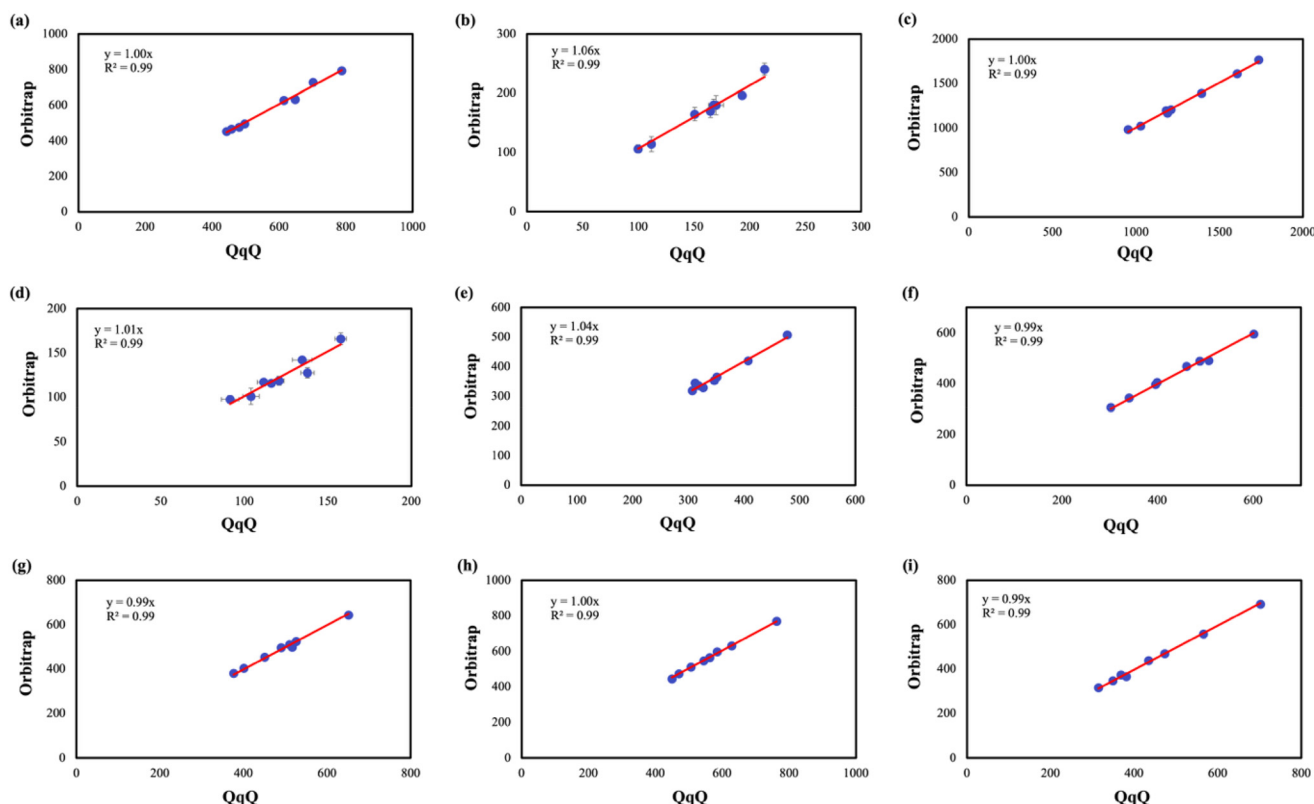 (a)
y = 1.00x
R² = 0.99
Orbitrap
1000
800
600
400
200
0
0 200 400 600 800 1000
QqQ
(b)
y = 1.06x
R² = 0.99
Orbitrap
300
200
100
0
0 50 100 150 200 250 300
QqQ
(c)
y = 1.00x
R² = 0.99
Orbitrap
2000
1500
1000
500
0
0 500 1000 1500 2000
QqQ
(d)
y = 1.01x
R² = 0.99
Orbitrap
200
150
100
50
0
0 50 100 150 200
QqQ
(e)
y = 1.04x
R² = 0.99
Orbitrap
600
500
400
300
200
100
0
0 100 200 300 400 500 600
QqQ
(f)
y = 0.99x
R² = 0.99
Orbitrap
600
400
200
0
0 200 400 600
QqQ
(g)
y = 0.99x
R² = 0.99
Orbitrap
800
600
400
200
0
0 200 400 600 800
QqQ
(h)
y = 1.00x
R² = 0.99
Orbitrap
1000
800
600
400
200
0
0 200 400 600 800 1000
QqQ
(i)
y = 0.99x
R² = 0.99
Orbitrap
800
600
400
200
0
0 200 400 600 800
QqQ